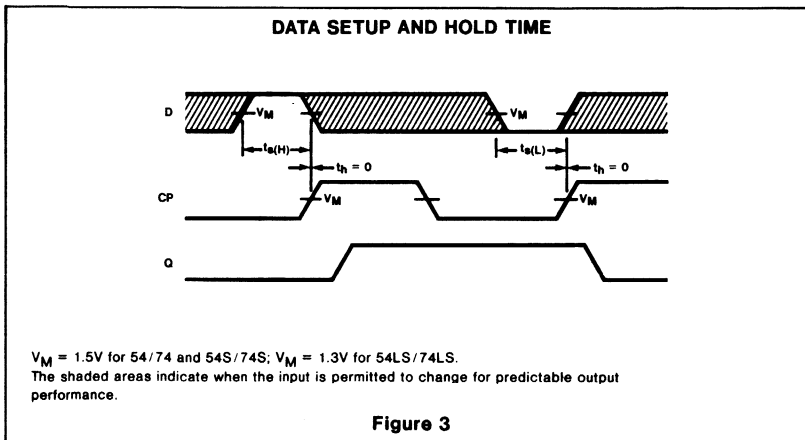 DATA SETUP AND HOLD TIME
D
VM
VM
ts(H)
ts(L)
th = 0
th = 0
CP
VM
VM
Q
VM = 1.5V for 54/74 and 54S/74S; VM = 1.3V for 54LS/74LS.
The shaded areas indicate when the input is permitted to change for predictable output
performance.
Figure 3